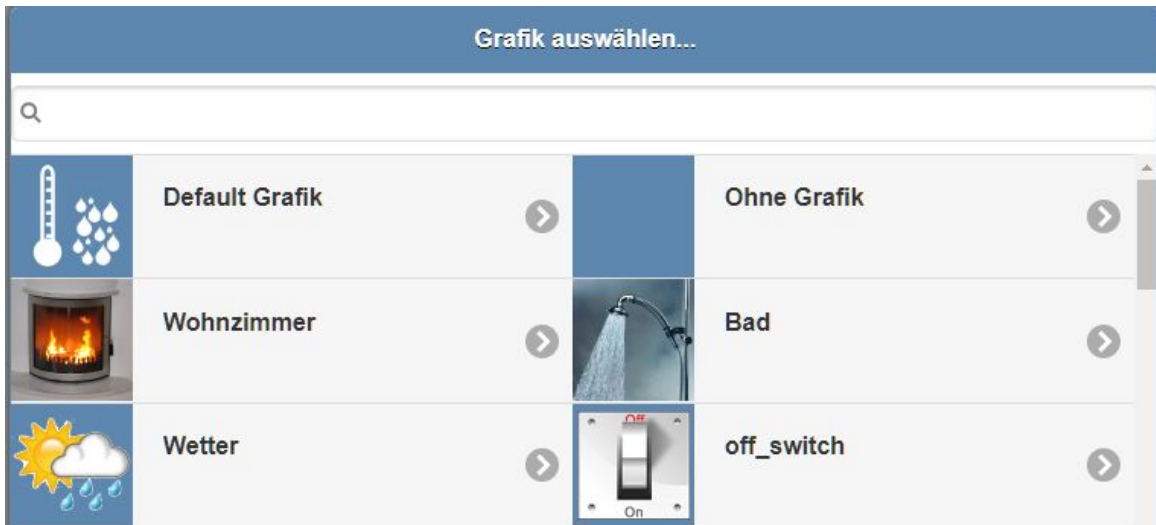 Grafik auswählen...
Default Grafik
Ohne Grafik
Wohnzimmer
Bad
Wetter
off_switch
Off
On